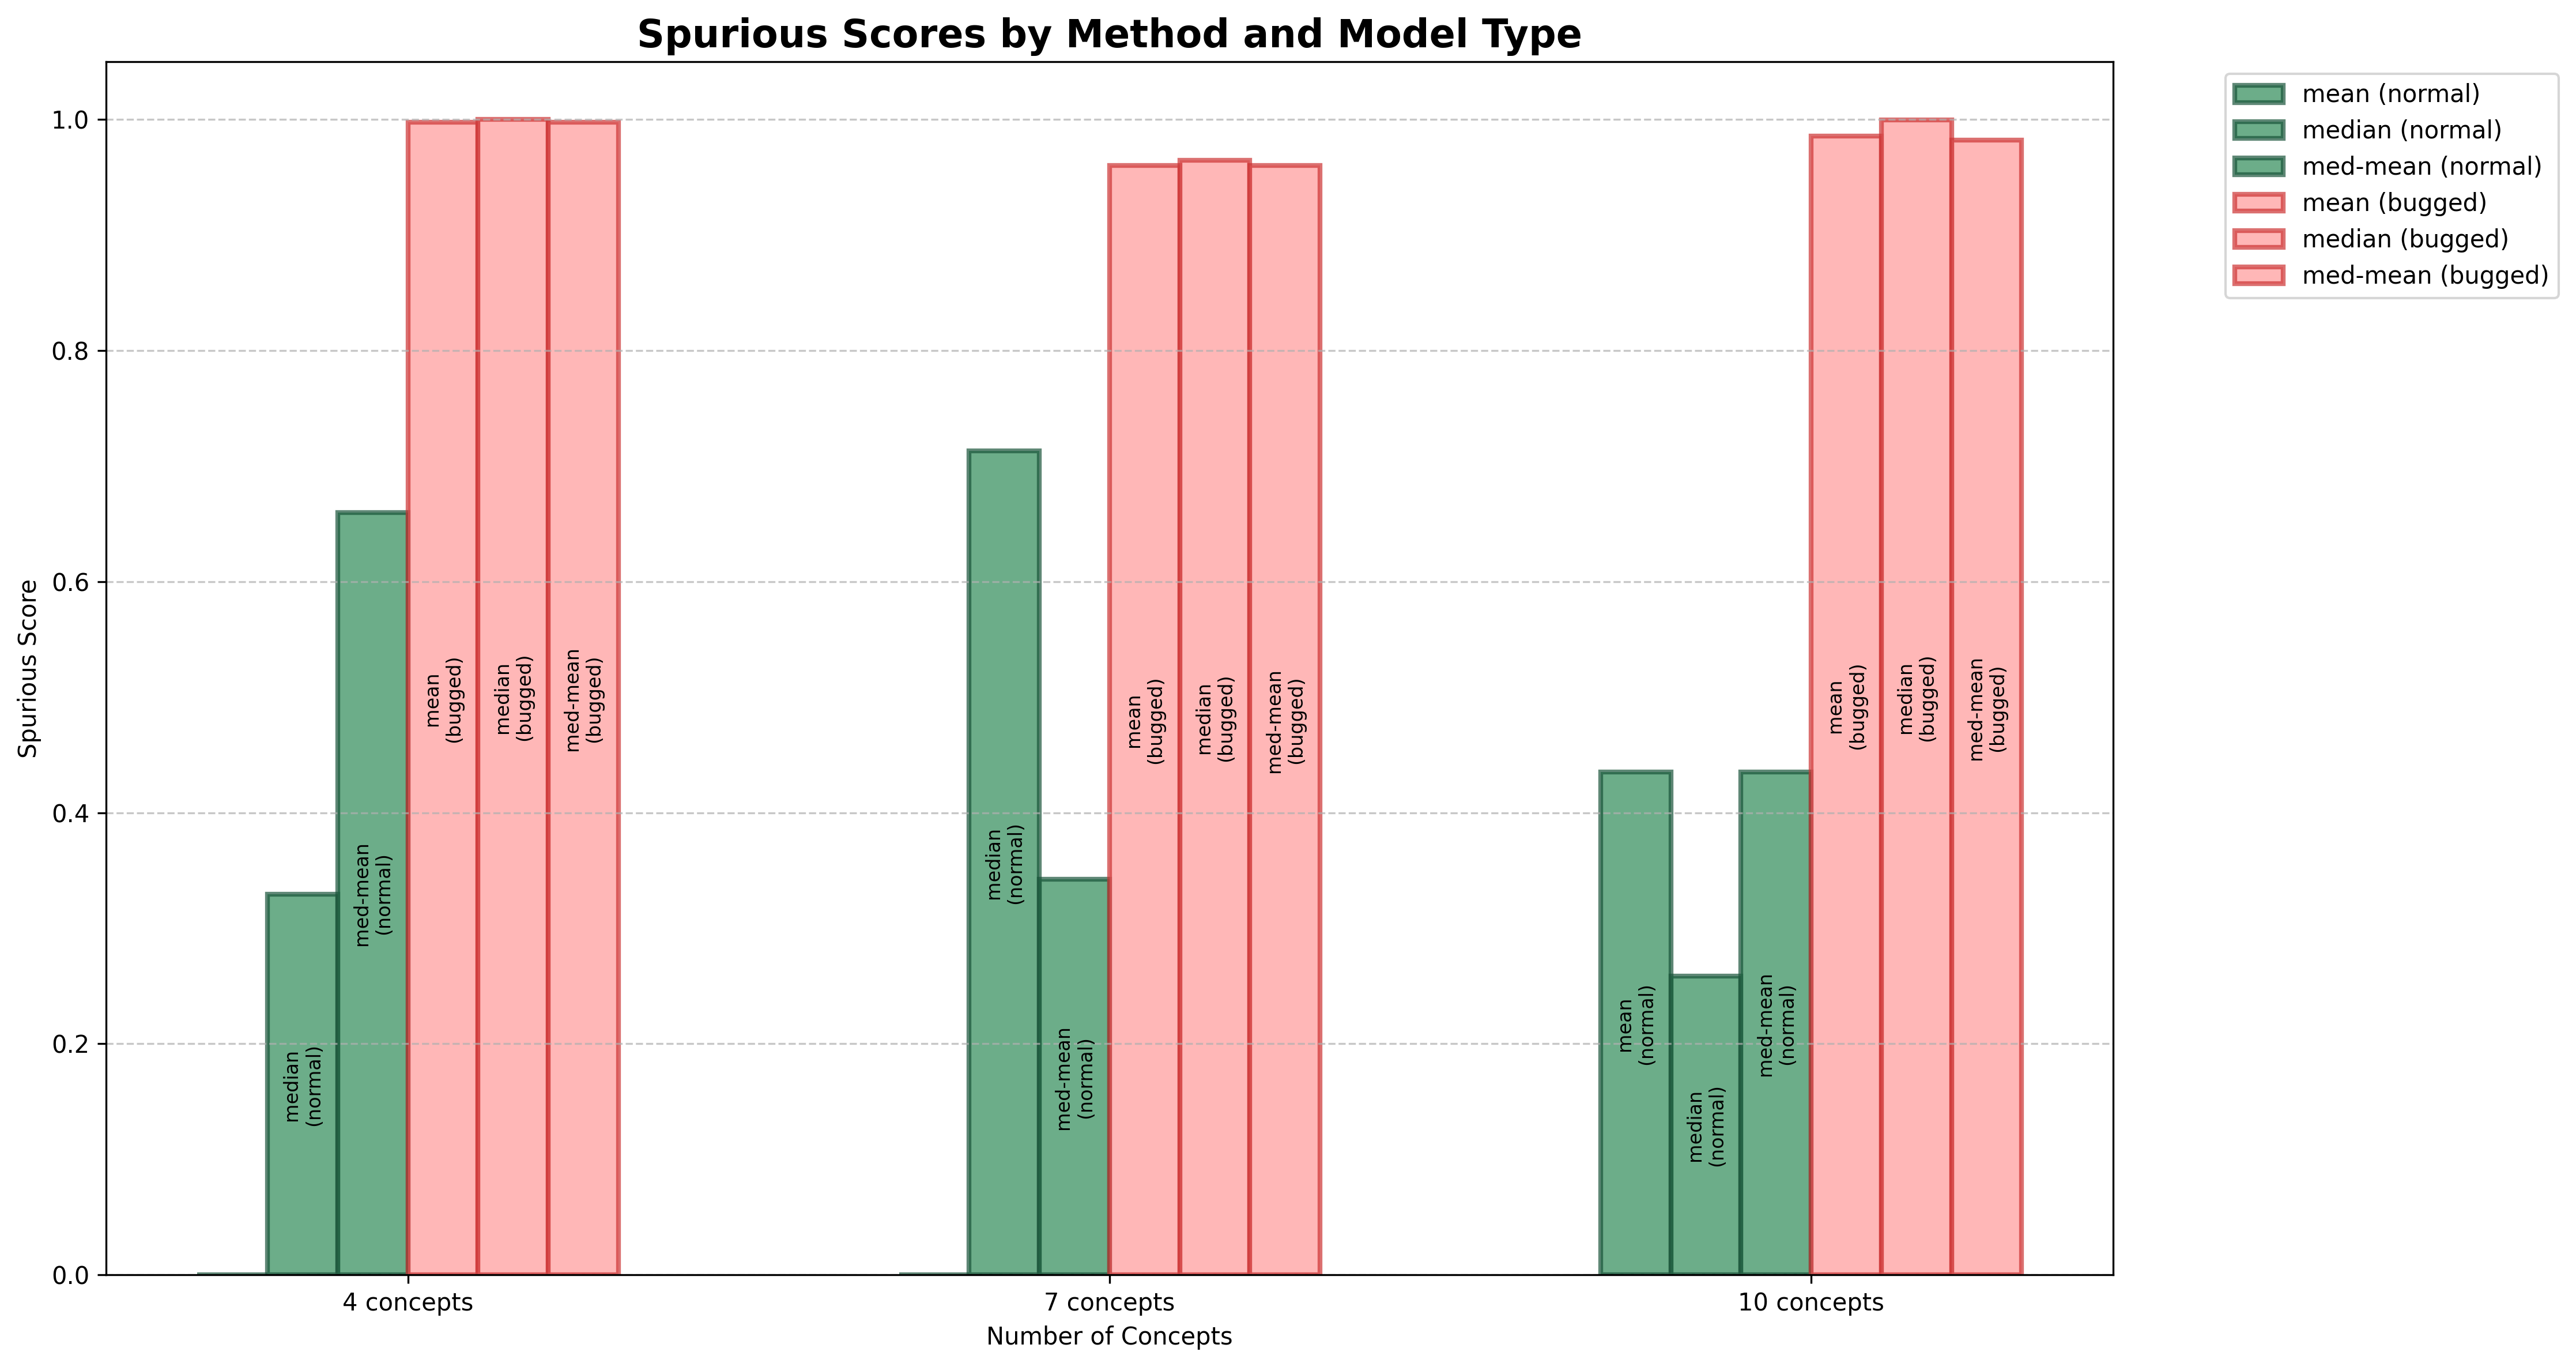 Spurious Scores by Method and Model Type
Spurious Score
1.0
0.8
0.6
0.4
0.2
0.0
median
(normal)
med-mean
(normal)
mean
(bugged)
median
(bugged)
med-mean
(bugged)
median
(normal)
med-mean
(normal)
mean
(bugged)
median
(bugged)
med-mean
(bugged)
mean
(normal)
median
(normal)
med-mean
(normal)
mean
(bugged)
median
(bugged)
med-mean
(bugged)
4 concepts
7 concepts
10 concepts
Number of Concepts
mean (normal)
median (normal)
med-mean (normal)
mean (bugged)
median (bugged)
med-mean (bugged)